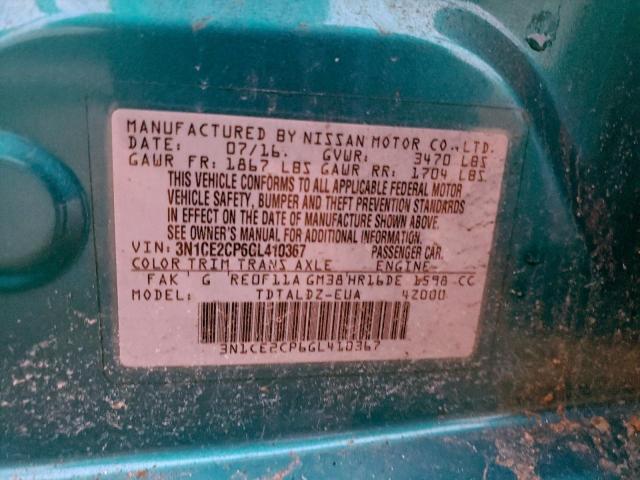 MANUFACTURED BY NISSAN MOTOR CO.,LTD.
DATE: 07/16. GVWR: 3470 LBS
GAWR FR: 1867 LBS GAWR RR: 1704 LBS
THIS VEHICLE CONFORMS TO ALL APPLICABLE FEDERAL MOTOR
VEHICLE SAFETY, BUMPER AND THEFT PREVENTION STANDARDS
IN EFFECT ON THE DATE OF MANUFACTURE SHOWN ABOVE.
SEE OWNER'S MANUAL FOR ADDITIONAL INFORMATION.
VIN: 3N1CE2CP6GL410367 PASSENGER CAR.
COLOR TRIM TRANS AXLE ENGINE
FAK G RE0F11A GM38 HR16DE 1598 CC
MODEL: TDTALDZ-EUA 4Z000
3N1CE2CP6GL410367